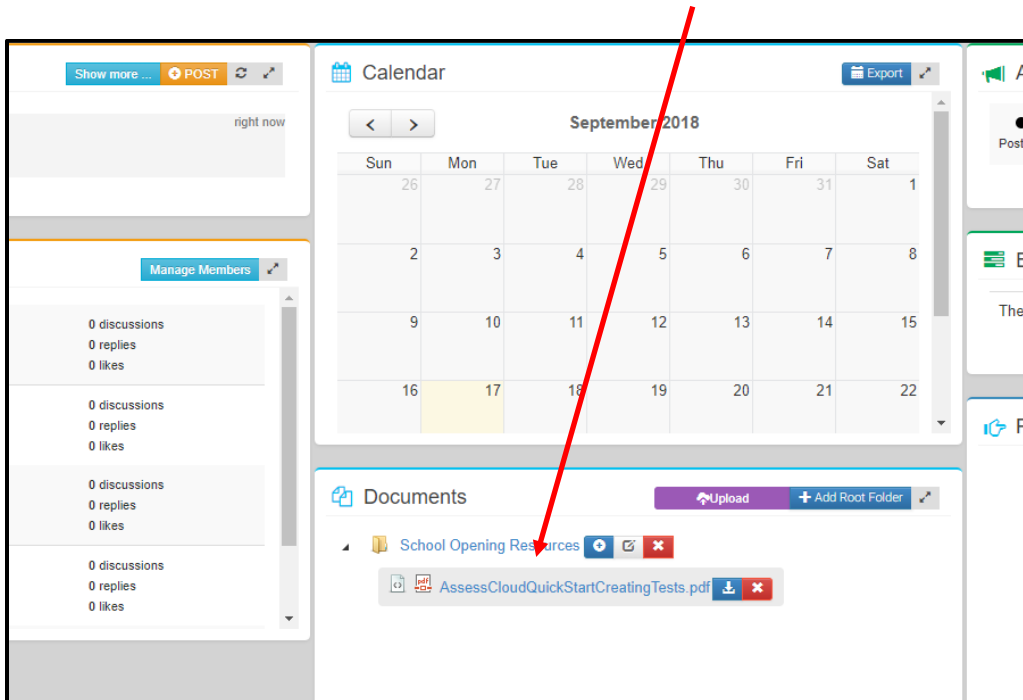 Show more ... POST
right now
Manage Members
0 discussions
0 replies
0 likes
0 discussions
0 replies
0 likes
0 discussions
0 replies
0 likes
0 discussions
0 replies
0 likes
Calendar Export
September 2018
Sun Mon Tue Wed Thu Fri Sat
26 27 28 29 30 31 1
2 3 4 5 6 7 8
9 10 11 12 13 14 15
16 17 18 19 20 21 22
Documents Upload Add Root Folder
School Opening Resources
pdf AssessCloudQuickStartCreatingTests.pdf
A
Post
E
The
F